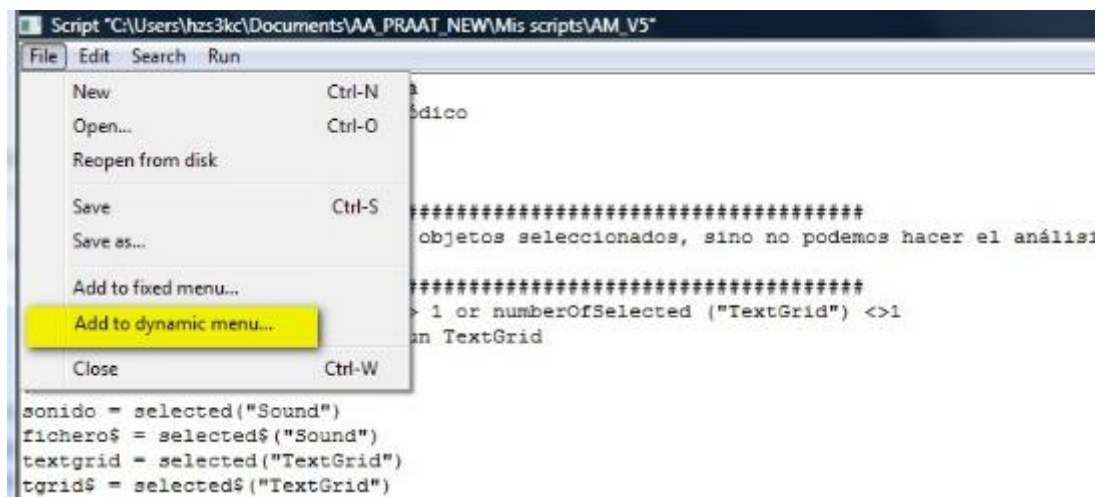 Script "C:\Users\hzs3kc\Documents\AA_PRAAT_NEW\Mis scripts\AM_V5"
File Edit Search Run
New Ctrl-N
ódico
Open... Ctrl-O
Reopen from disk
Save Ctrl-S
######################################
Save as...
objetos seleccionados, sino no podemos hacer el análisi
Add to fixed menu...
######################################
> 1 or numberOfSelected ("TextGrid") <>1
Add to dynamic menu...
un TextGrid
Close Ctrl-W
sonido = selected("Sound")
fichero$ = selected$("Sound")
textgrid = selected("TextGrid")
tgrid$ = selected$("TextGrid")